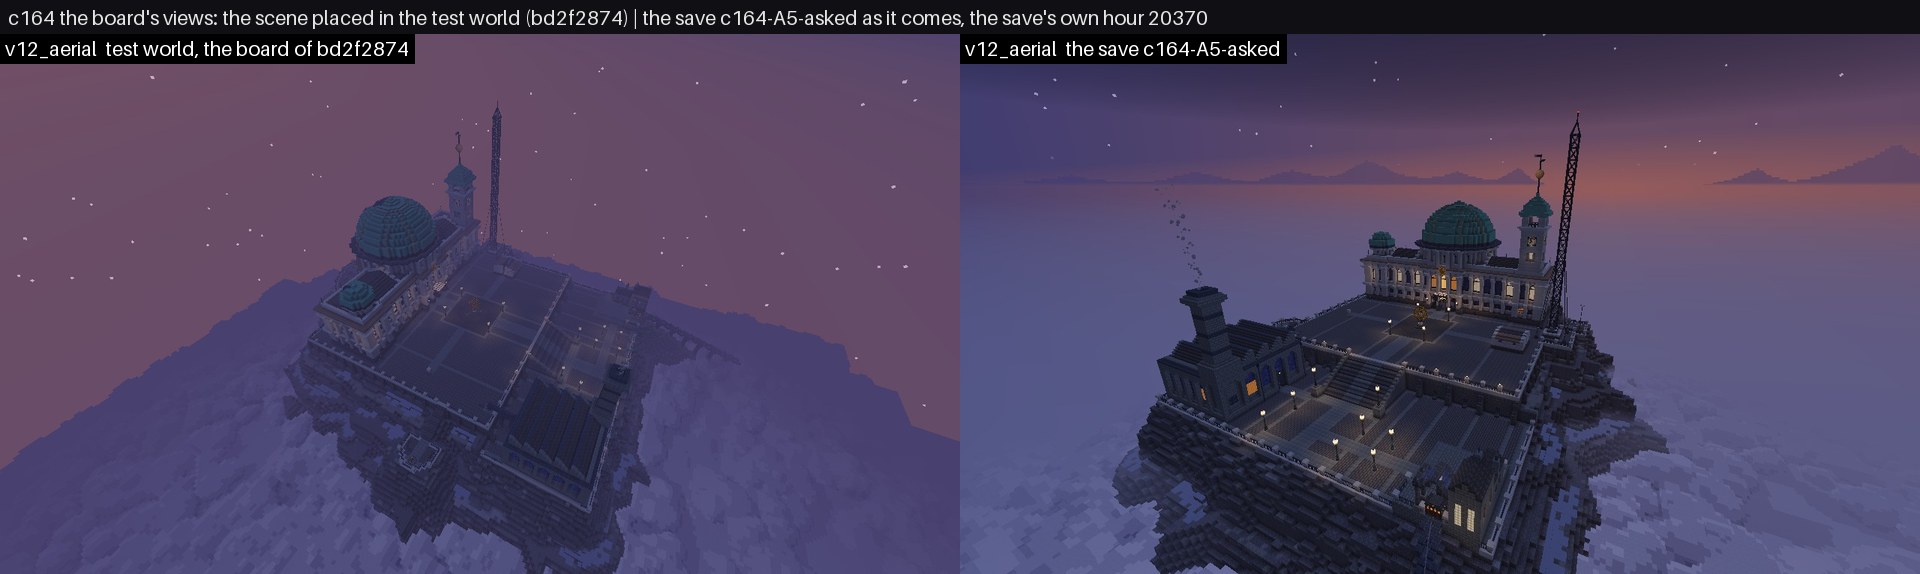 c164 the board's views: the scene placed in the test world (bd2f2874) | the save c164-A5-asked as it comes, the save's own hour 20370
v12_aerial test world, the board of bd2f2874
v12_aerial the save c164-A5-asked